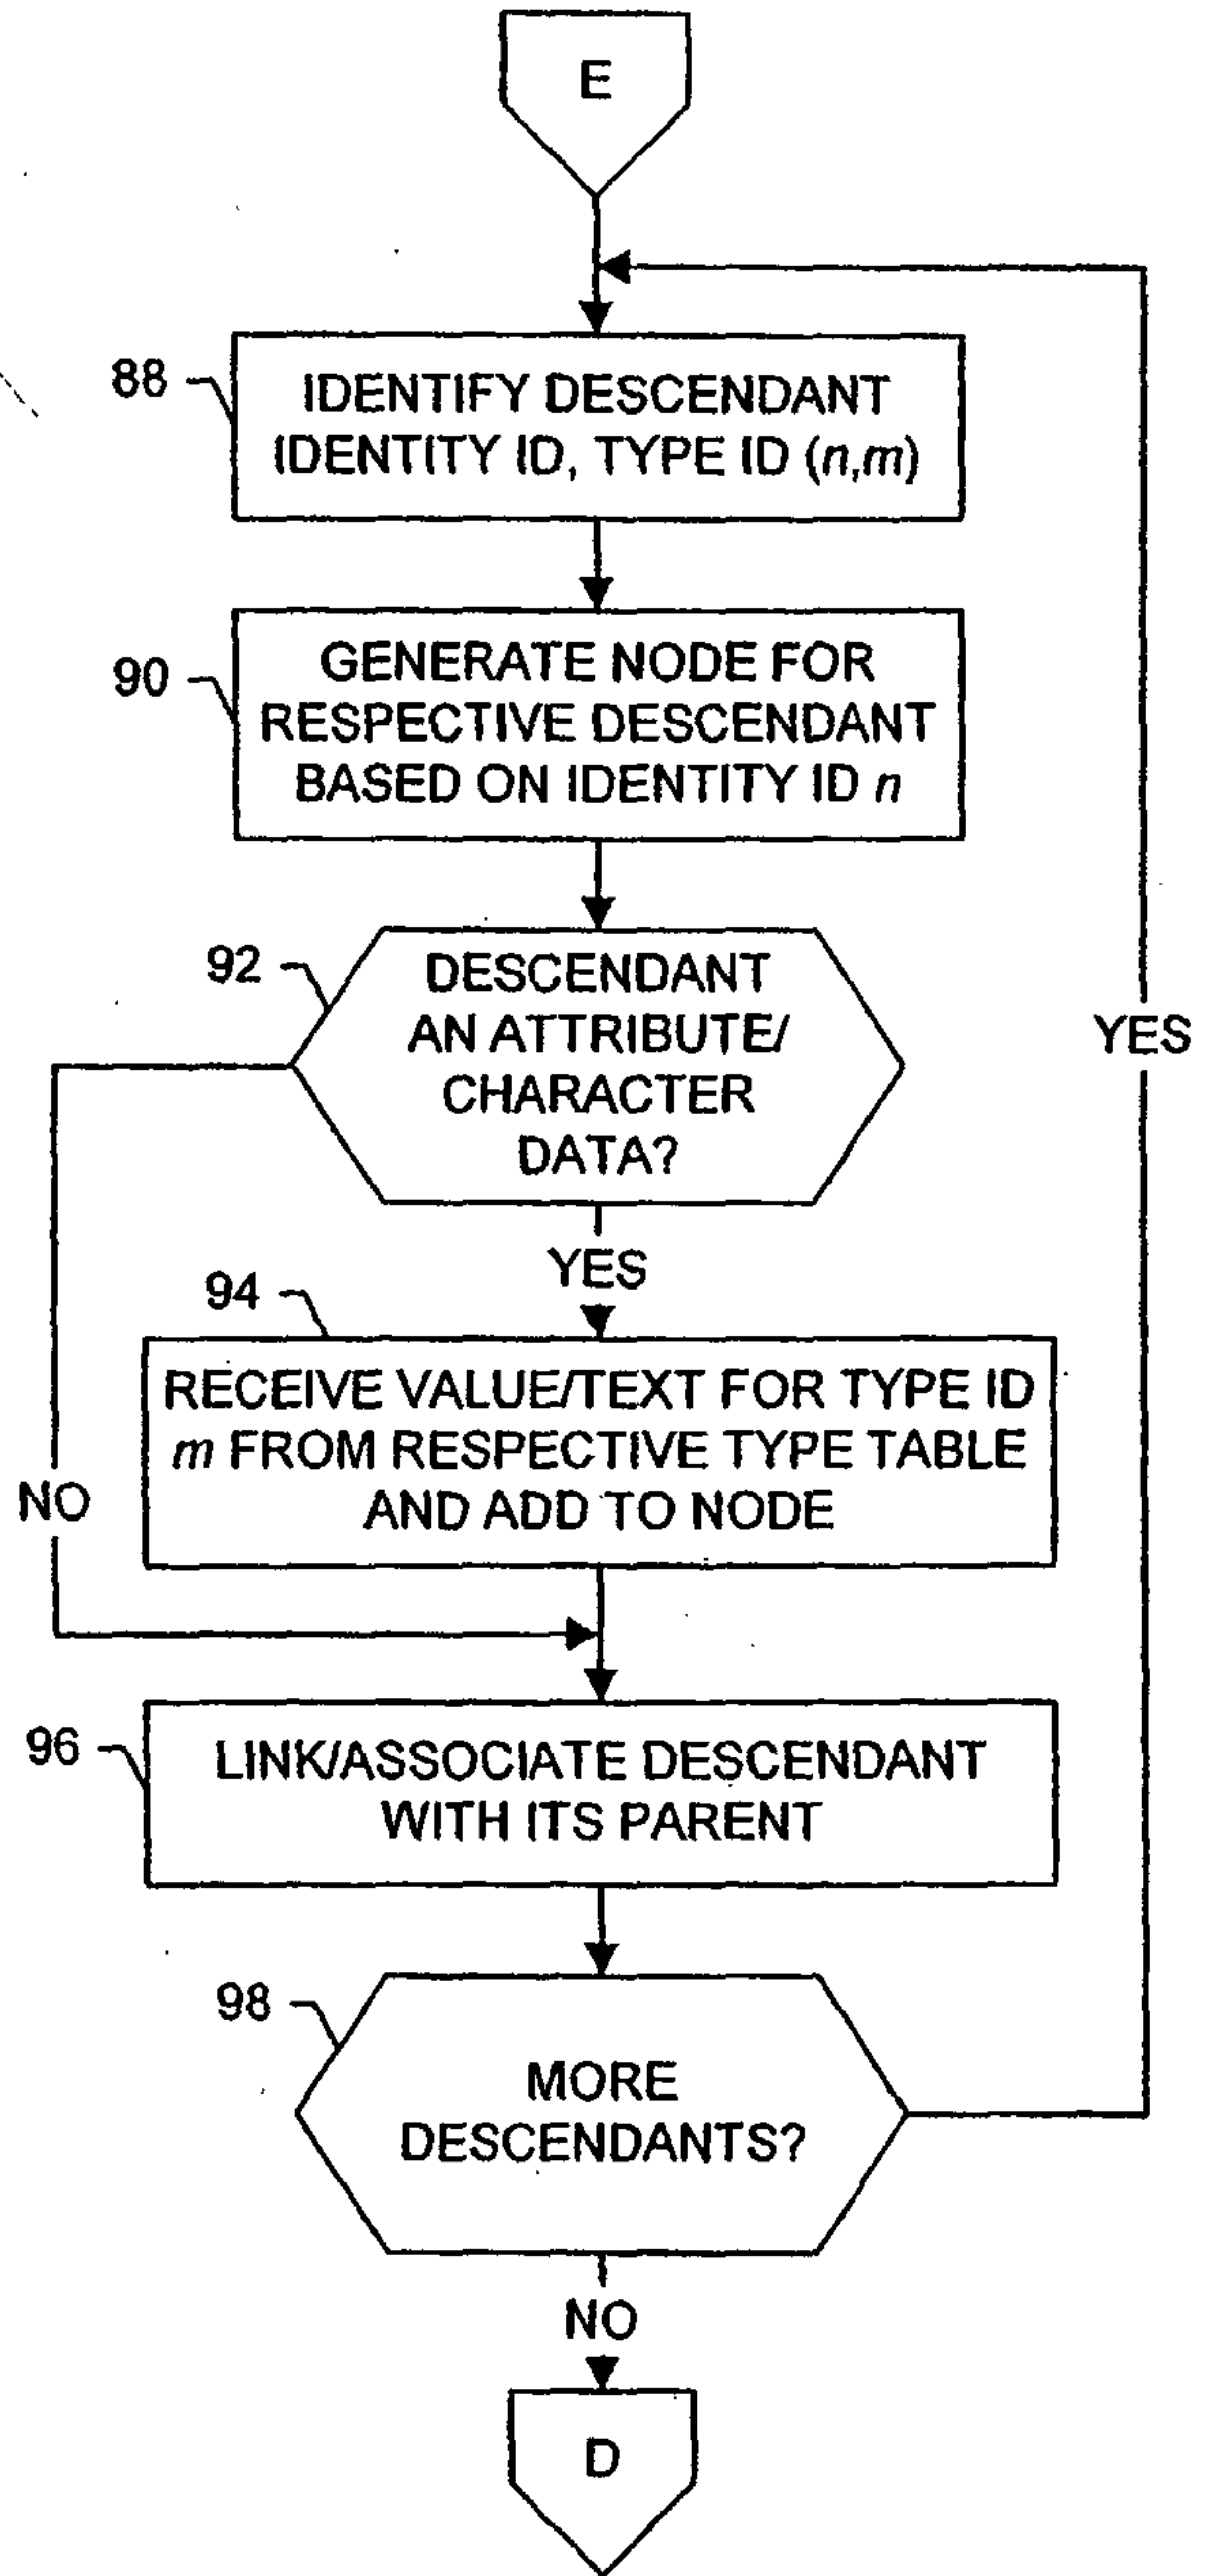 E
88
IDENTIFY DESCENDANT
IDENTITY ID, TYPE ID (n,m)
90
GENERATE NODE FOR
RESPECTIVE DESCENDANT
BASED ON IDENTITY ID n
92
DESCENDANT
AN ATTRIBUTE/
CHARACTER
DATA?
YES
YES
94
RECEIVE VALUE/TEXT FOR TYPE ID
m FROM RESPECTIVE TYPE TABLE
AND ADD TO NODE
NO
96
LINK/ASSOCIATE DESCENDANT
WITH ITS PARENT
98
MORE
DESCENDANTS?
NO
D